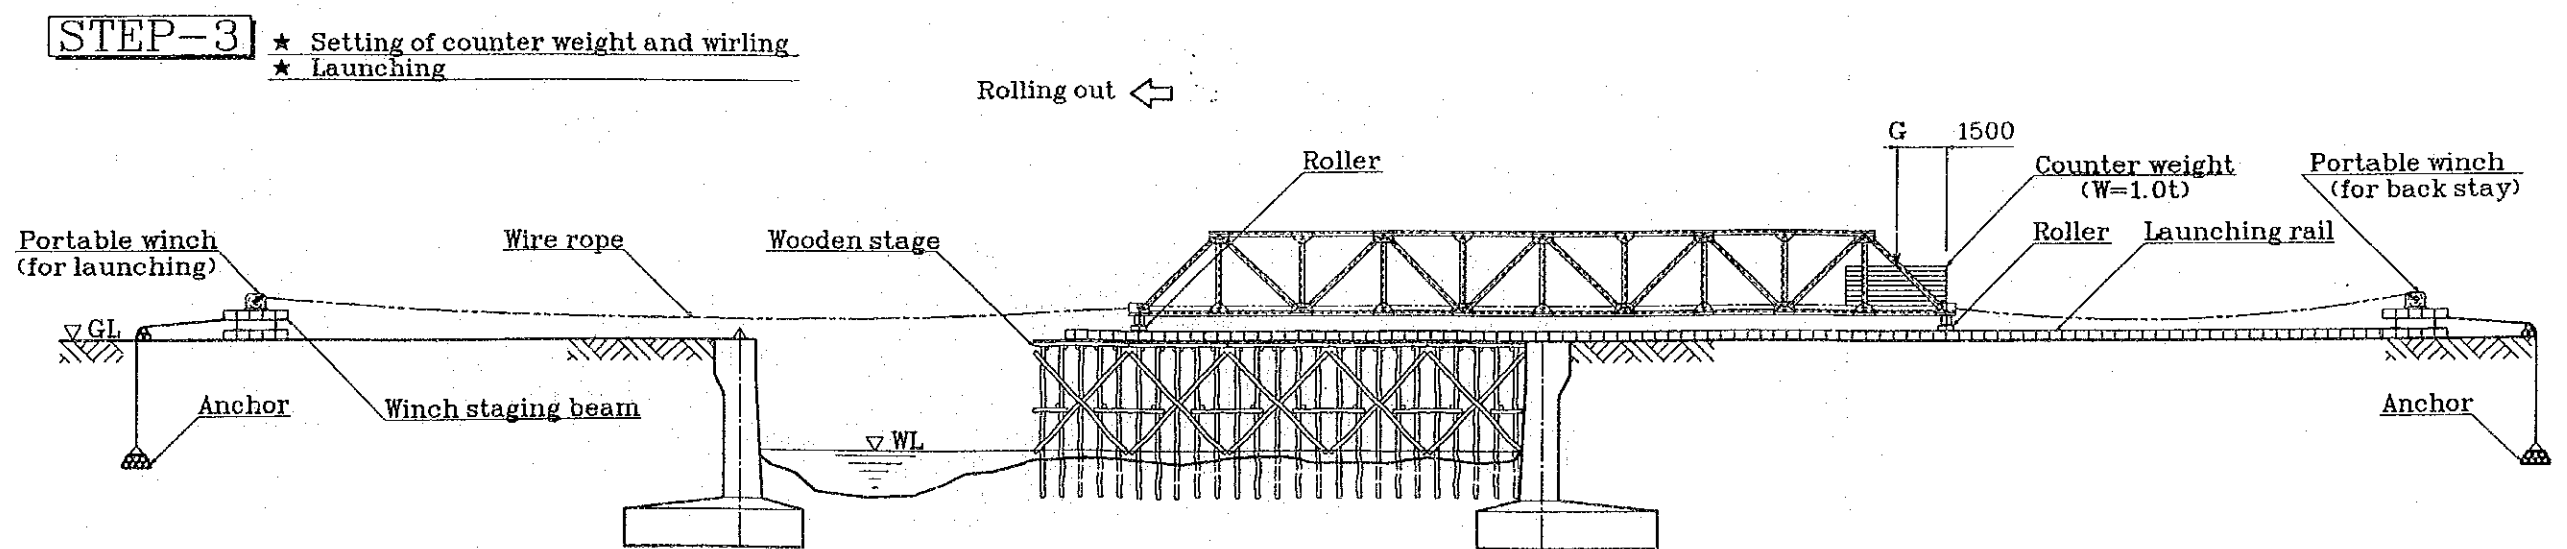 STEP-3
★ Setting of counter weight and wirling
★ Launching
Rolling out
G 1500
Roller
Counter weight
(W=1.0t)
Portable winch
(for back stay)
Portable winch
(for launching)
Wire rope
Wooden stage
Roller
Launching rail
GL
Anchor
Winch staging beam
WL
Anchor